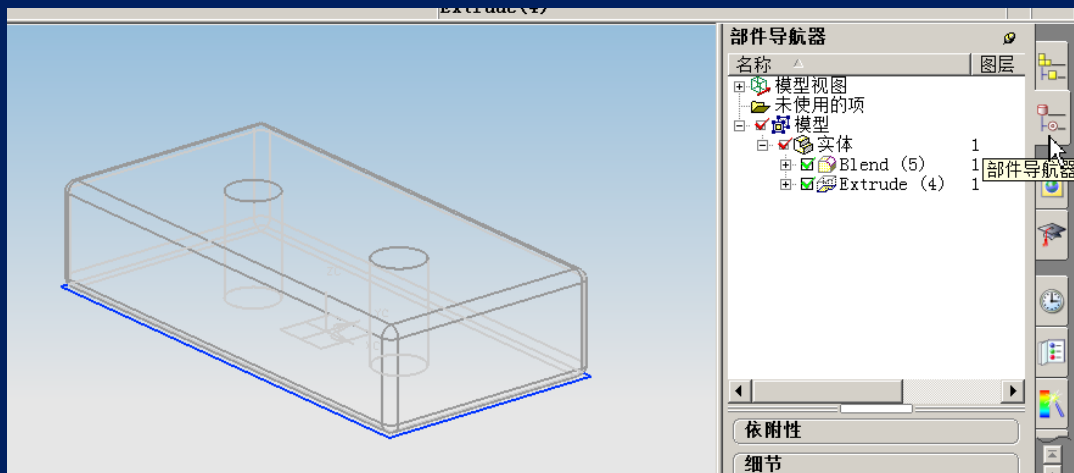 Extrude(4)
部件导航器
名称 图层
模型视图
未使用的项
模型
实体 1
Blend (5) 1
Extrude (4) 1
部件导航器
依附性
细节